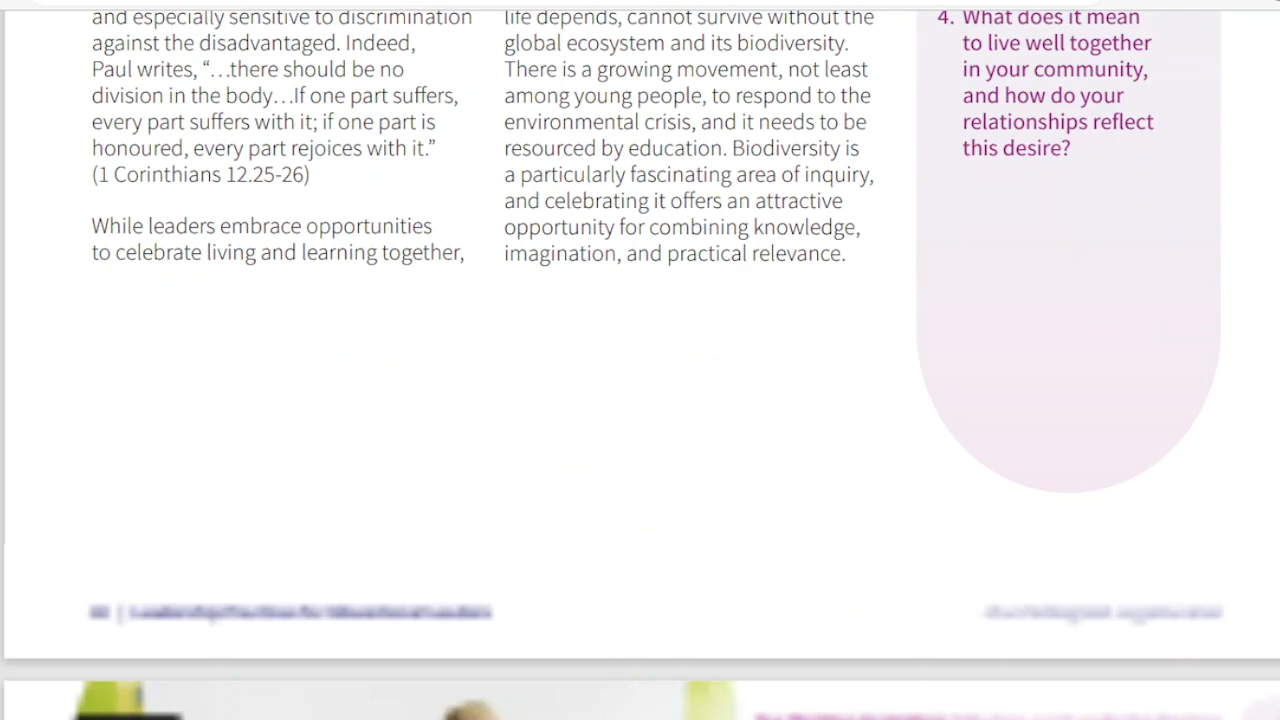 and especially sensitive to discrimination
against the disadvantaged. Indeed,
Paul writes, “…there should be no
division in the body…If one part suffers,
every part suffers with it; if one part is
honoured, every part rejoices with it.”
(1 Corinthians 12.25-26)
While leaders embrace opportunities
to celebrate living and learning together,
life depends, cannot survive without the
global ecosystem and its biodiversity.
There is a growing movement, not least
among young people, to respond to the
environmental crisis, and it needs to be
resourced by education. Biodiversity is
a particularly fascinating area of inquiry,
and celebrating it offers an attractive
opportunity for combining knowledge,
imagination, and practical relevance.
4. What does it mean
to live well together
in your community,
and how do your
relationships reflect
this desire?